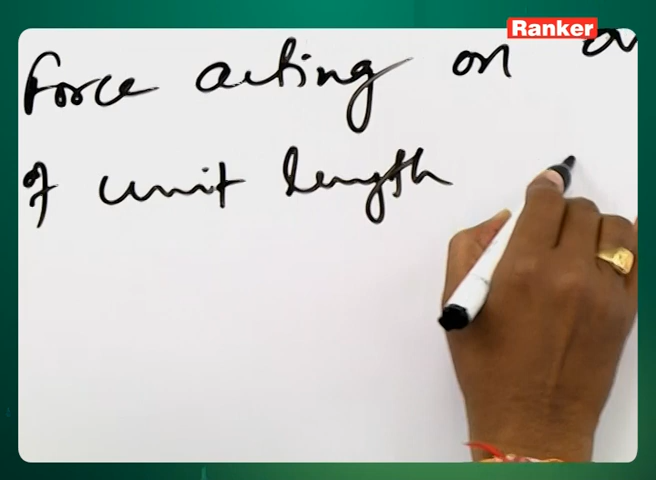 Ranker
Force acting on
of unit length